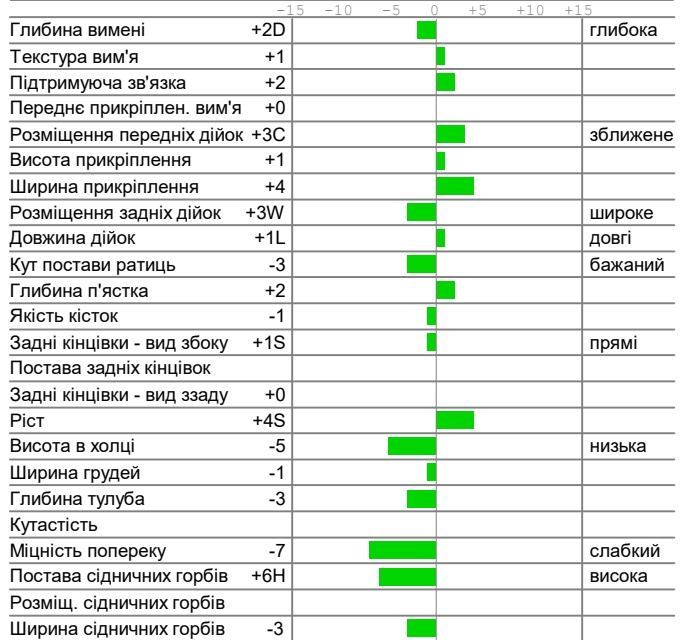 -15 -10 -5 0 +5 +10 +15
Глибина вимені +2D глибока
Текстура вим'я +1
Підтримуюча зв'язка +2
Переднє прикріплен. вим'я +0
Розміщення передніх дійок +3C зближене
Висота прикріплення +1
Ширина прикріплення +4
Розміщення задніх дійок +3W широке
Довжина дійок +1L довгі
Кут постави ратиць -3 бажаний
Глибина п'ястка +2
Якість кісток -1
Задні кінцівки - вид збоку +1S прямі
Постава задніх кінцівок
Задні кінцівки - вид ззаду +0
Ріст +4S
Висота в холці -5 низька
Ширина грудей -1
Глибина тулуба -3
Кутастість
Міцність попереку -7 слабкий
Постава сідничних горбів +6H висока
Розміщ. сідничних горбів
Ширина сідничних горбів -3